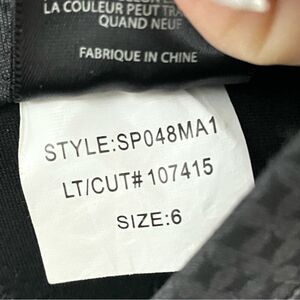 LA COULEUR PEUT
QUAND NEUF
FABRIQUE IN CHINE
STYLE:SP048MA1
LT/CUT# 107415
SIZE:6